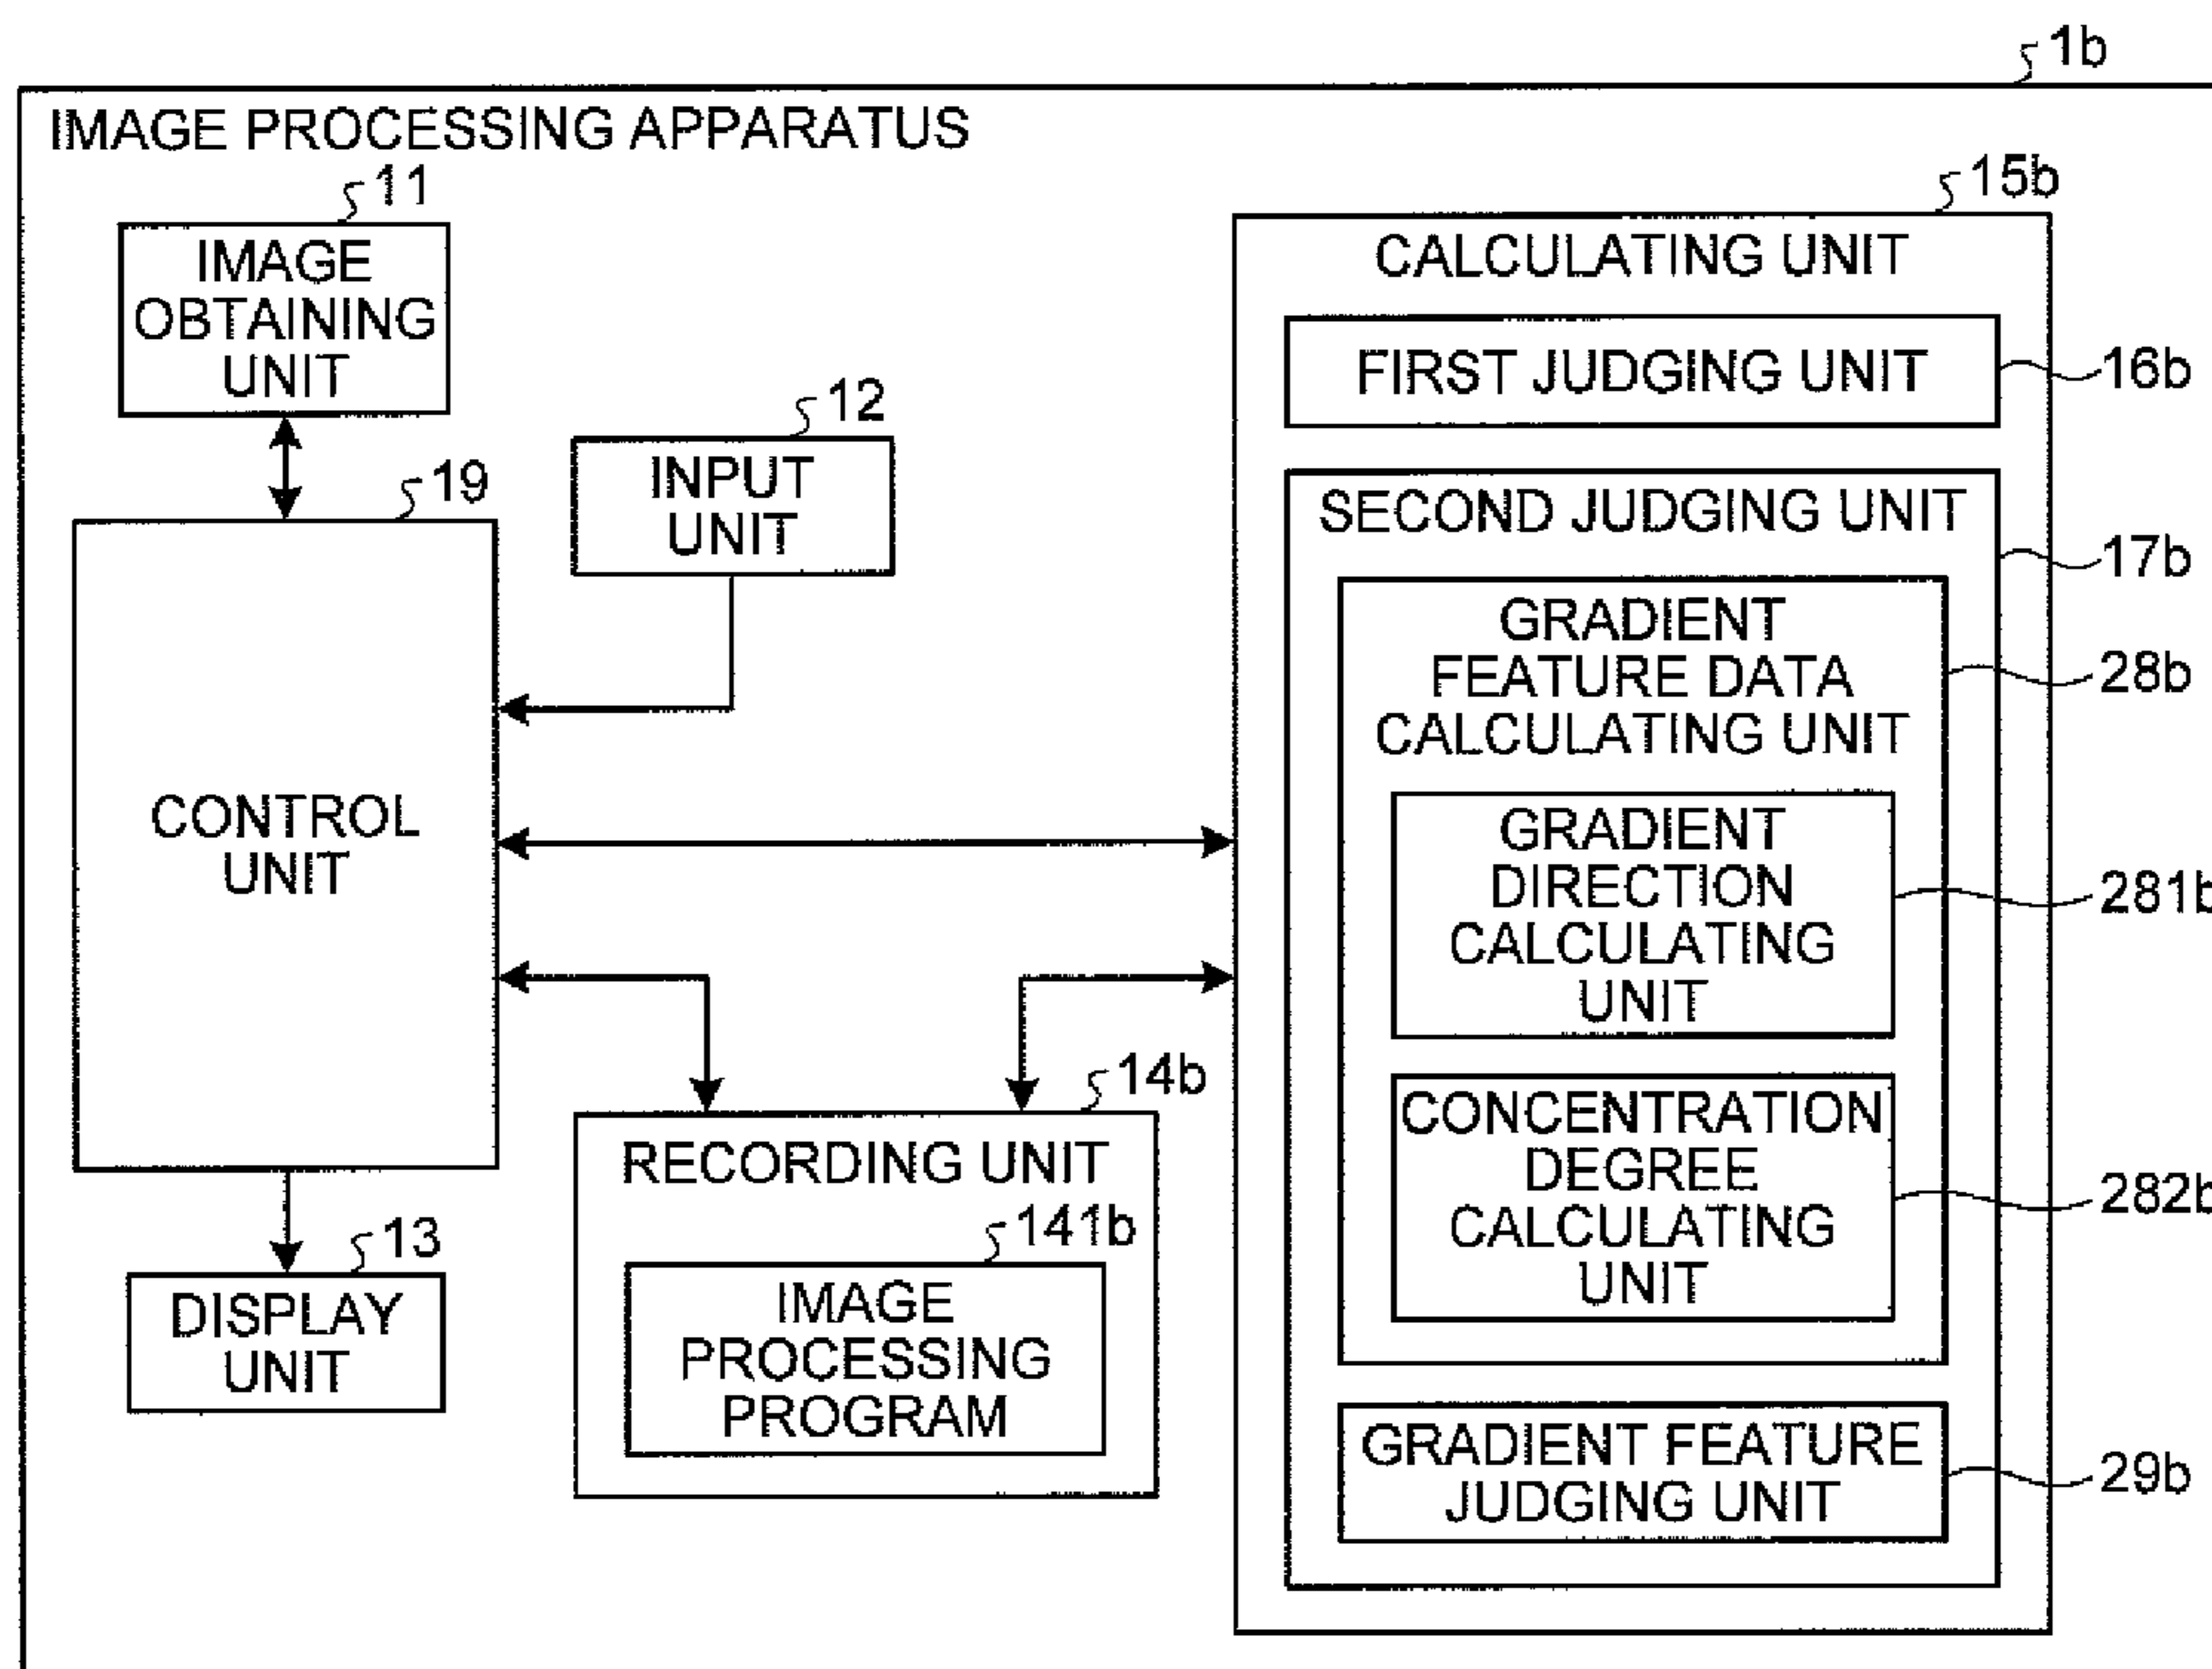 1b
IMAGE PROCESSING APPARATUS
11
IMAGE
OBTAINING
UNIT
12
INPUT
UNIT
19
CONTROL
UNIT
13
DISPLAY
UNIT
14b
RECORDING UNIT
141b
IMAGE
PROCESSING
PROGRAM
15b
CALCULATING UNIT
FIRST JUDGING UNIT
16b
SECOND JUDGING UNIT
17b
GRADIENT
FEATURE DATA
CALCULATING UNIT
28b
GRADIENT
DIRECTION
CALCULATING
UNIT
281b
CONCENTRATION
DEGREE
CALCULATING
UNIT
282b
GRADIENT FEATURE
JUDGING UNIT
29b